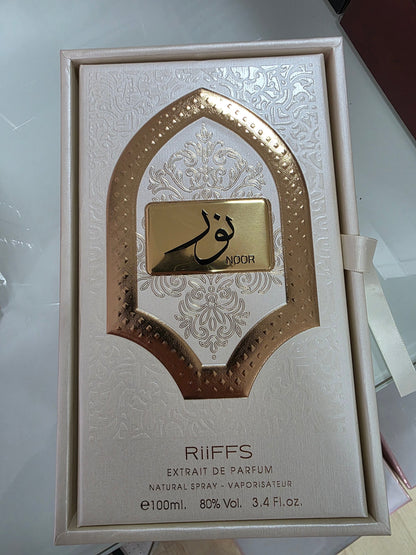 نور
NOOR
RiiFFS
EXTRAIT DE PARFUM
NATURAL SPRAY - VAPORISATEUR
℮100ml. 80% Vol. 3.4 Fl.oz.